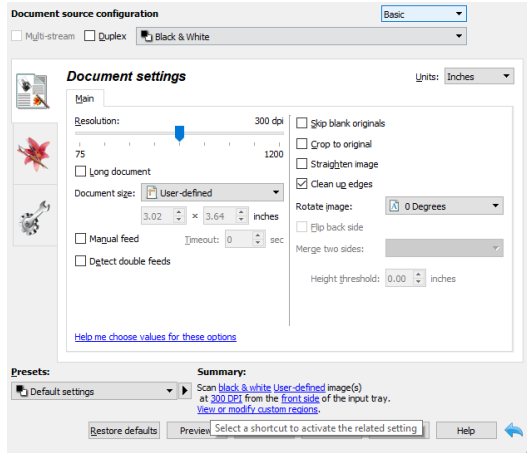 Document source configuration
Basic
Multi-stream
Duplex
Black & White
Document settings
Units: Inches
Main
Resolution: 300 dpi
75 1200
Long document
Document size: User-defined
3.02 × 3.64 inches
Manual feed Timeout: 0 sec
Detect double feeds
Skip blank originals
Crop to original
Straighten image
Clean up edges
Rotate image: A 0 Degrees
Flip back side
Merge two sides:
Height threshold: 0.00 inches
Help me choose values for these options
Presets:
Default settings
Summary:
Scan black & white User-defined image(s)
at 300 DPI from the front side of the input tray.
View or modify custom regions.
Restore defaults
Preview
Select a shortcut to activate the related setting
Help